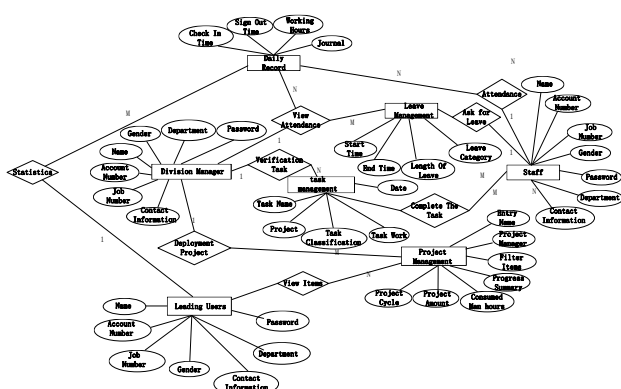 Sign Out
Time
Working
Hours
Check In
Time
Journal
Daily
Record
N
N
N
Name
Attendance
Account
Number
M
View
Attendance
M
Leave
Management
Ask for
Leave
1
Job
Number
Gender
Department
Password
1
Start
Time
Leave
Category
1
Gender
Name
Verification
Task
End Time
Length Of
Leave
Statistics
Account
Number
Division Manager
1
N
task
management
Date
M
Staff
Password
Job
Number
Task Name
M
N
Department
Contact
Information
Complete The
Task
Contact
Information
1
Project
Task
Classification
Task Work
Entry
Name
Project
Manager
1
Deployment
Project
M
Project
Management
Filter
Items
N
View Items
Progress
Summary
Project
Cycle
Project
Amount
Consumed
Man hours
Name
Leading Users
1
Account
Number
Password
Job
Number
Gender
Department
Contact
Information